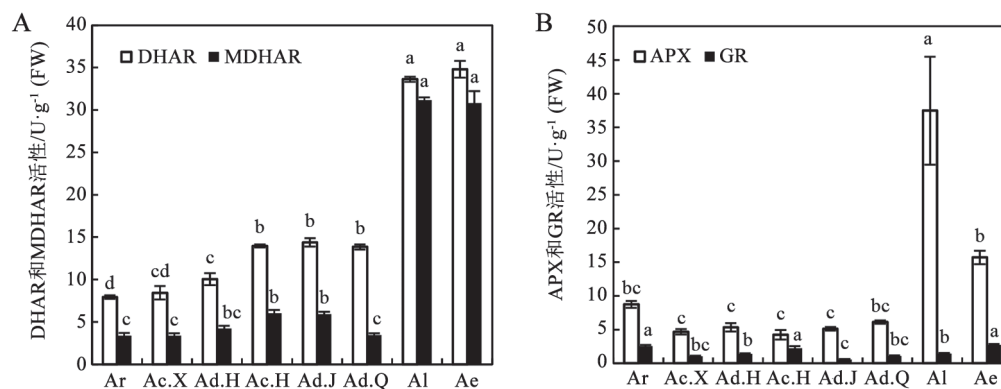 A
DHAR和MDHAR活性/U·g⁻¹ (FW)
40
35
30
25
20
15
10
5
0
DHAR MDHAR
d c cd c c bc b b b b b c a a a a
Ar Ac.X Ad.H Ac.H Ad.J Ad.Q Al Ae
B
APX和GR活性/U·g⁻¹ (FW)
50
45
40
35
30
25
20
15
10
5
0
APX GR
bc a c bc c bc c a c c bc bc a b b a
Ar Ac.X Ad.H Ac.H Ad.J Ad.Q Al Ae